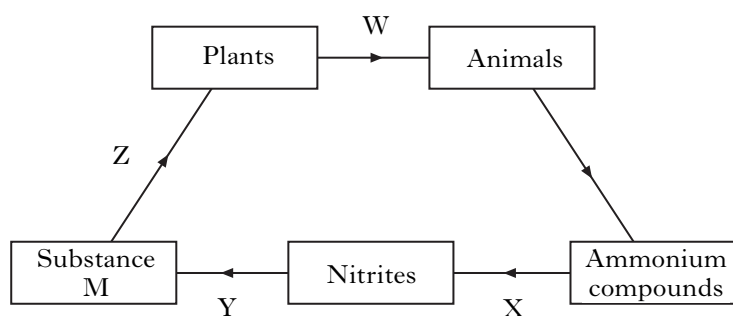 W
Plants
Animals
Z
Substance
M
Nitrites
Ammonium
compounds
Y
X